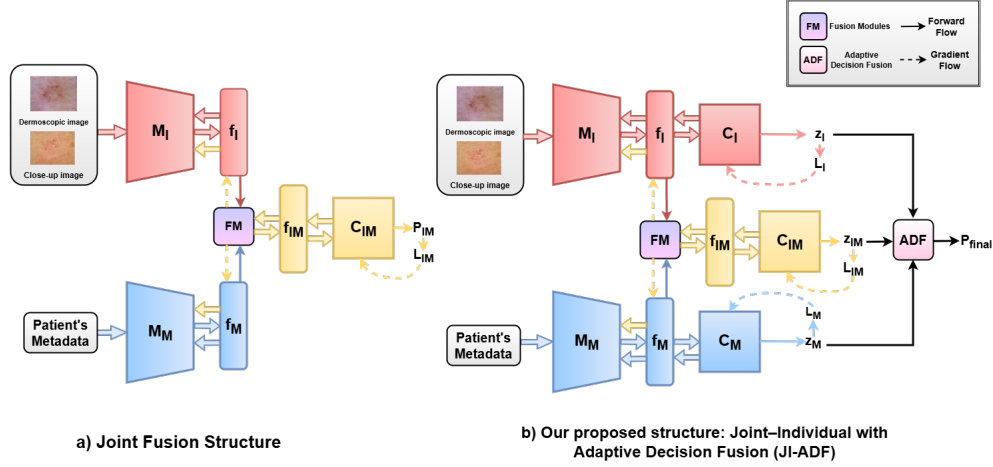 FM Fusion Modules
Forward
Flow
ADF
Adaptive
Decision Fusion
Gradient
Flow
Dermoscopic image
Close-up image
M_I
f_I
FM
f_IM
C_IM
P_IM
L_IM
Patient's
Metadata
M_M
f_M
a) Joint Fusion Structure
Dermoscopic image
Close-up image
M_I
f_I
C_I
z_I
L_I
FM
f_IM
C_IM
z_IM
L_IM
ADF
P_final
Patient's
Metadata
M_M
f_M
C_M
L_M
z_M
b) Our proposed structure: Joint–Individual with
Adaptive Decision Fusion (JI-ADF)